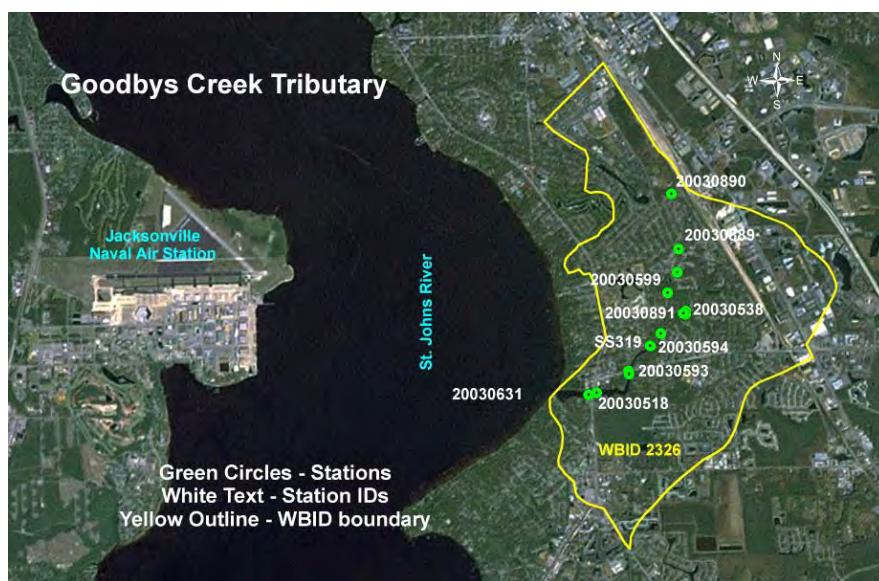 Goodbys Creek Tributary
N
W E
S
20030890
Jacksonville
Naval Air Station
20030889
St. Johns River
20030599
20030891
20030538
SS319
20030594
20030593
20030631
20030518
WBID 2326
Green Circles - Stations
White Text - Station IDs
Yellow Outline - WBID boundary